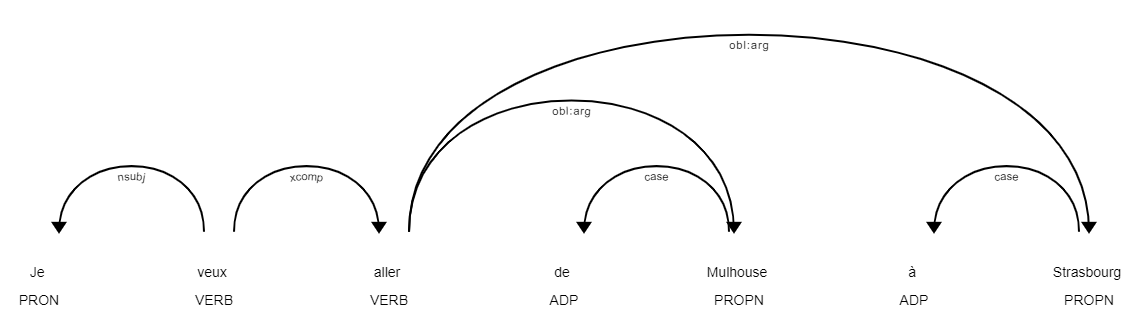 obl:arg
obl:arg
nsubj xcomp case case
Je veux aller de Mulhouse à Strasbourg
PRON VERB VERB ADP PROPN ADP PROPN